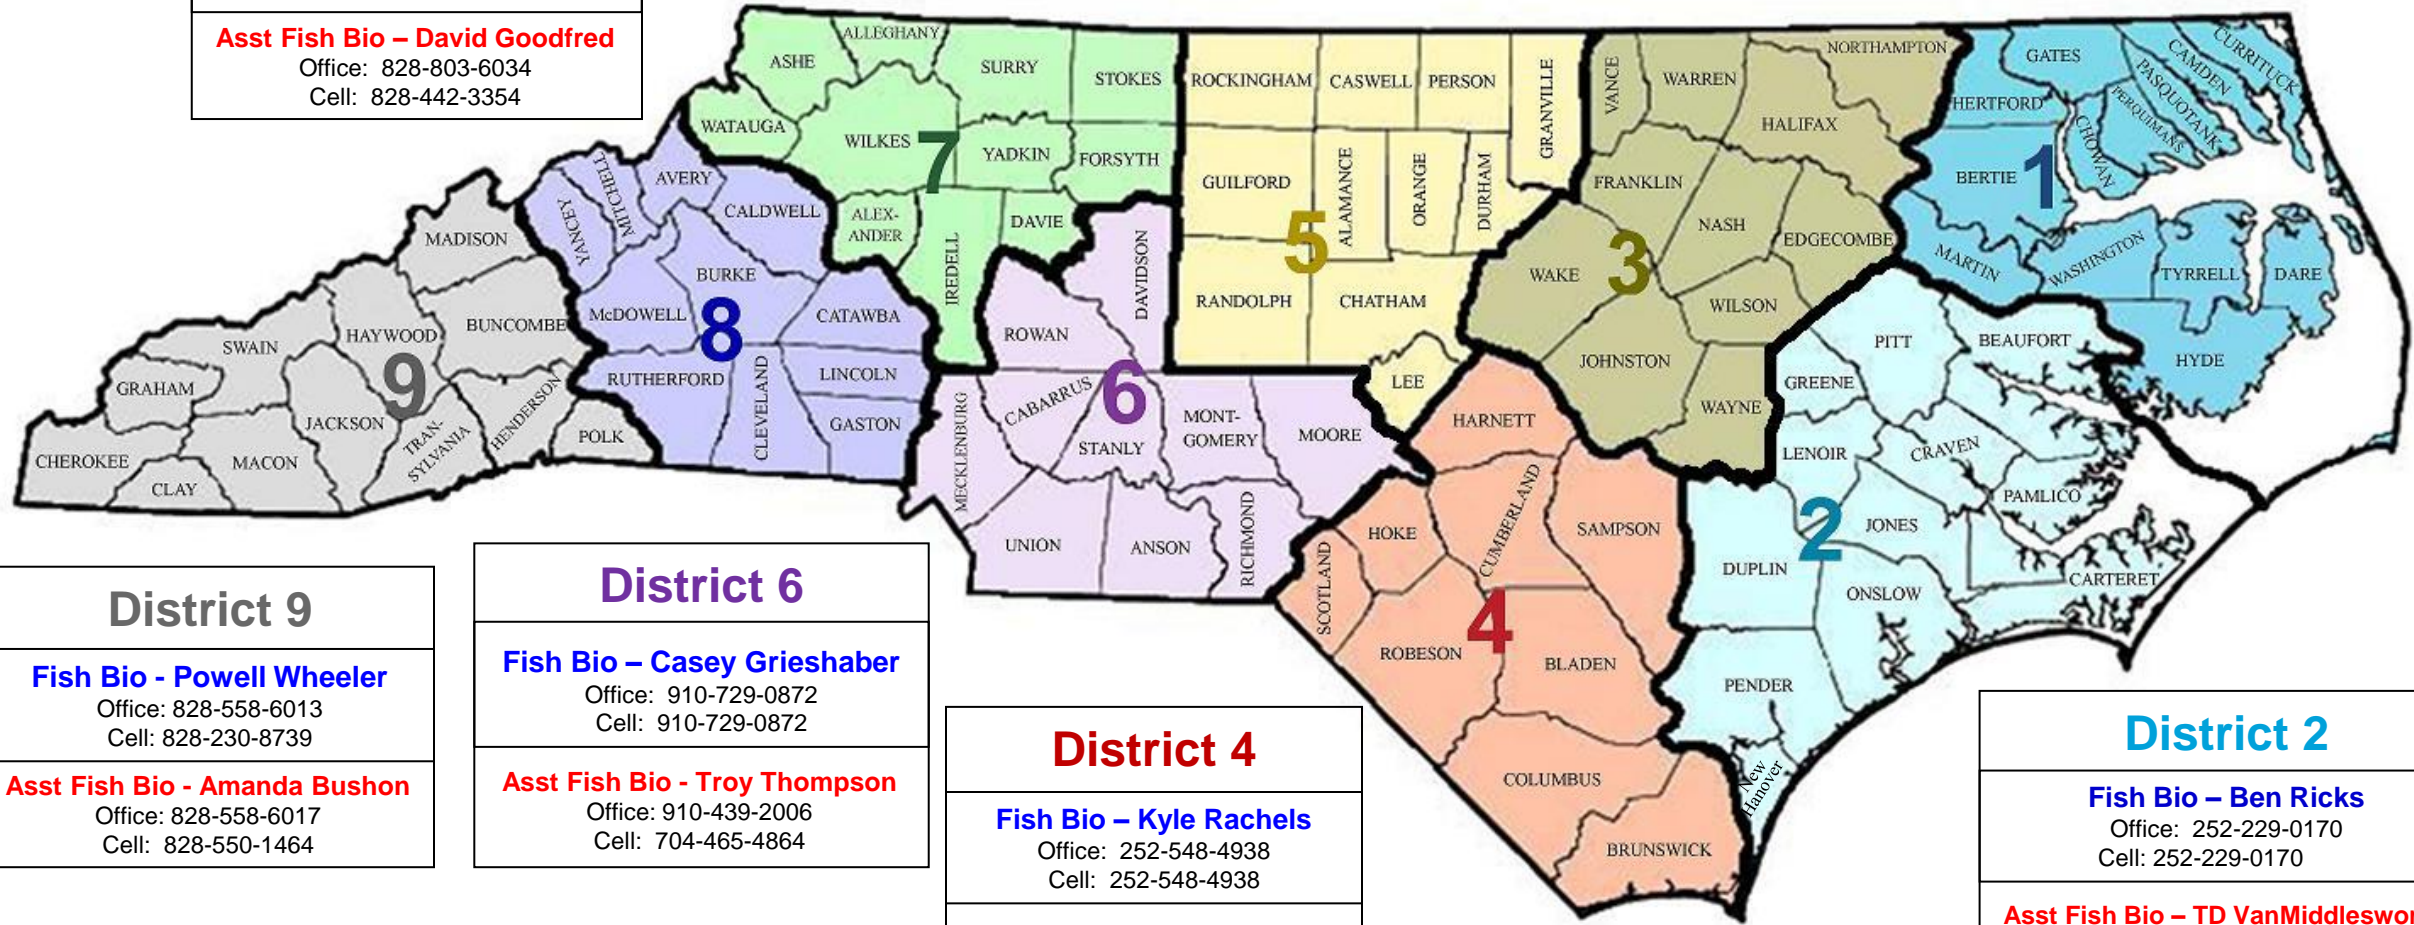 Asst Fish Bio – David Goodfred
Office: 828-803-6034
Cell: 828-442-3354
ASHE
ALLEGHANY
SURRY
STOKES
WATAUGA
WILKES
7
YADKIN
FORSYTH
ALEX-
ANDER
IREDELL
DAVIE
ROCKINGHAM
CASWELL
PERSON
GRANVILLE
GUILFORD
ALAMANCE
ORANGE
DURHAM
5
RANDOLPH
CHATHAM
LEE
VANCE
WARREN
NORTHAMPTON
HALIFAX
FRANKLIN
NASH
EDGECOMBE
WAKE
3
WILSON
JOHNSTON
WAYNE
GATES
CURRITUCK
CAMDEN
PASQUOTANK
PERQUIMANS
HERTFORD
CHOWAN
BERTIE
1
MARTIN
WASHINGTON
TYRRELL
DARE
HYDE
MITCHELL
AVERY
YANCEY
CALDWELL
BURKE
McDOWELL
8
CATAWBA
RUTHERFORD
CLEVELAND
LINCOLN
GASTON
MADISON
BUNCOMBE
HAYWOOD
SWAIN
9
GRAHAM
JACKSON
HENDERSON
TRAN-
SYLVANIA
POLK
CHEROKEE
MACON
CLAY
DAVIDSON
ROWAN
6
CABARRUS
MECKLENBURG
STANLY
MONT-
GOMERY
MOORE
UNION
ANSON
RICHMOND
HARNETT
HOKE
CUMBERLAND
SAMPSON
SCOTLAND
4
ROBESON
BLADEN
COLUMBUS
BRUNSWICK
PITT
BEAUFORT
GREENE
LENOIR
CRAVEN
PAMLICO
2
JONES
DUPLIN
ONSLOW
CARTERET
PENDER
New
Hanover
District 9
Fish Bio - Powell Wheeler
Office: 828-558-6013
Cell: 828-230-8739
Asst Fish Bio - Amanda Bushon
Office: 828-558-6017
Cell: 828-550-1464
District 6
Fish Bio – Casey Grieshaber
Office: 910-729-0872
Cell: 910-729-0872
Asst Fish Bio - Troy Thompson
Office: 910-439-2006
Cell: 704-465-4864
District 4
Fish Bio – Kyle Rachels
Office: 252-548-4938
Cell: 252-548-4938
District 2
Fish Bio – Ben Ricks
Office: 252-229-0170
Cell: 252-229-0170
Asst Fish Bio – TD